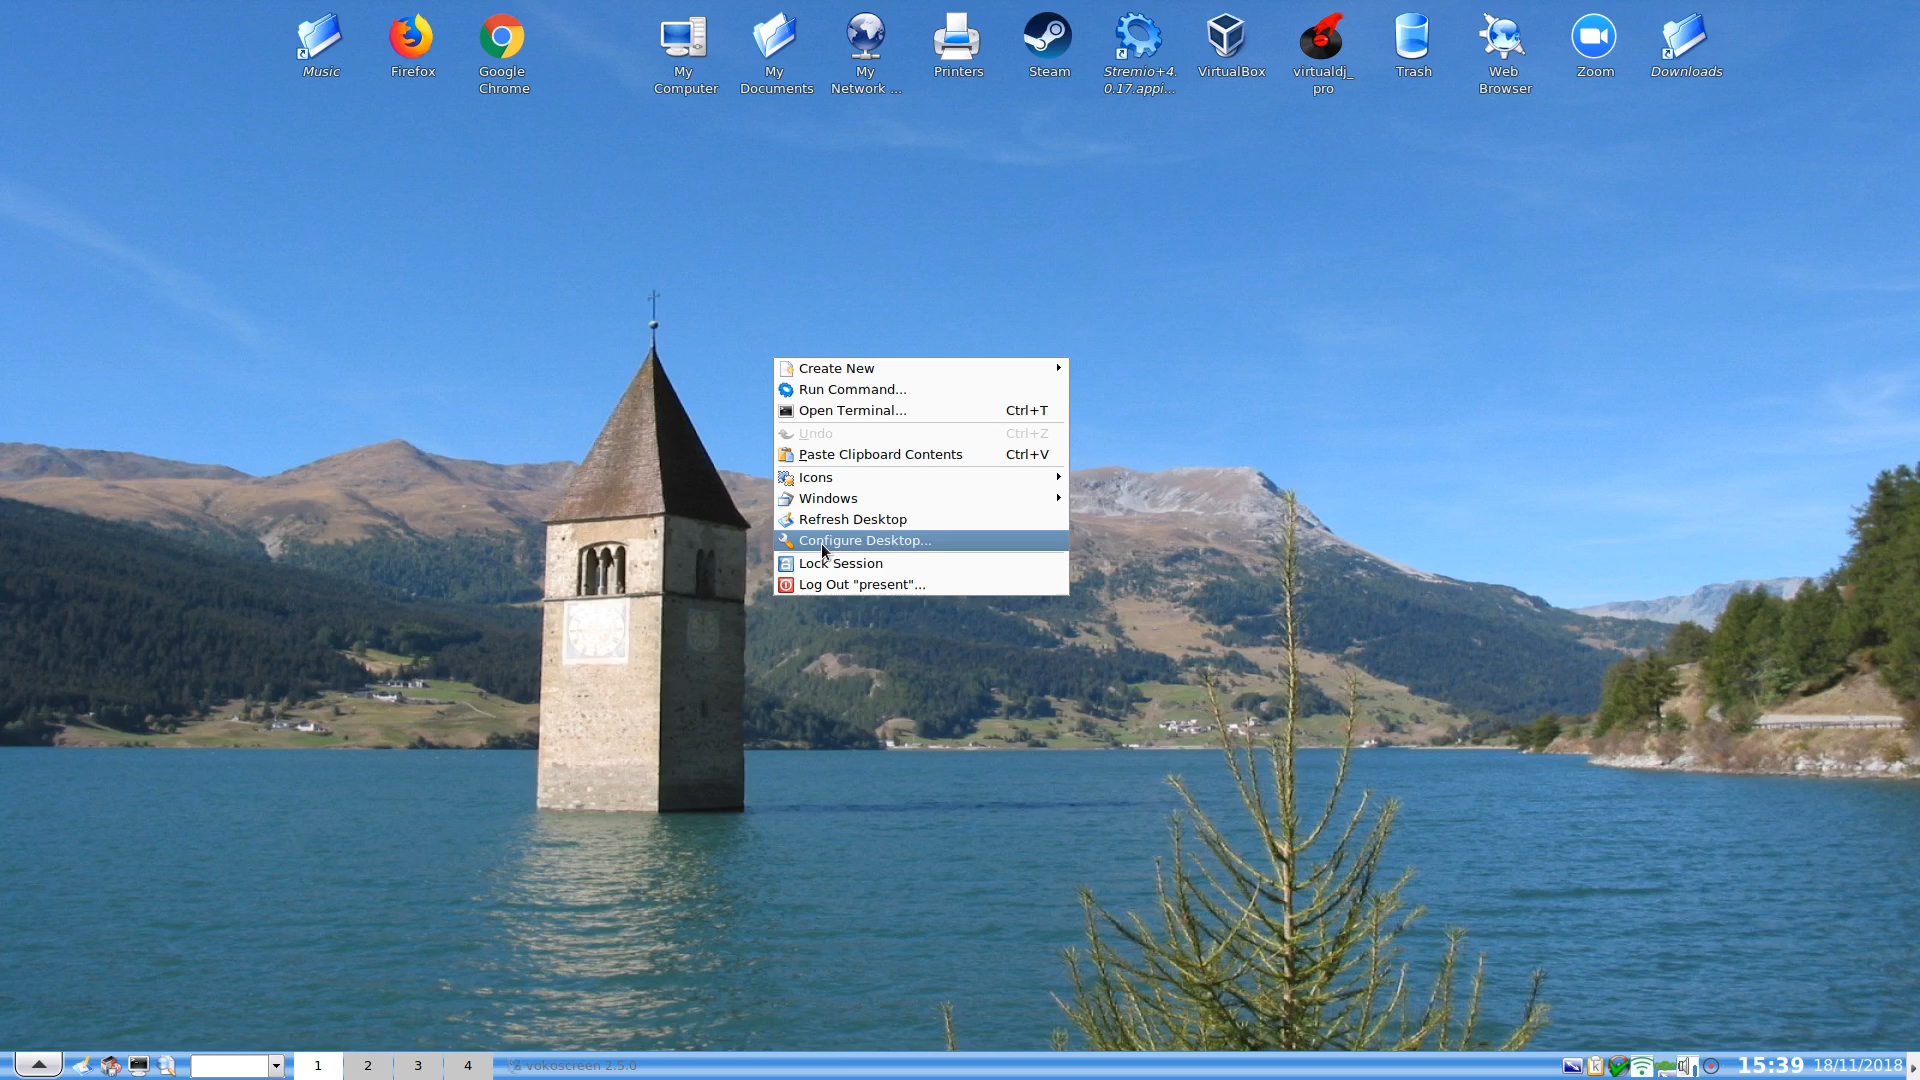 Music
Firefox
Google
Chrome
My
Computer
My
Documents
My
Network ...
Printers
Steam
Stremio+4.
0.17.appi...
VirtualBox
virtualdj_
pro
Trash
Web
Browser
Zoom
Downloads
Create New
Run Command...
Open Terminal... Ctrl+T
Undo Ctrl+Z
Paste Clipboard Contents Ctrl+V
Icons
Windows
Refresh Desktop
Configure Desktop...
Lock Session
Log Out "present"...
1 2 3 4 vokoscreen 2.5.0 15:39 18/11/2018